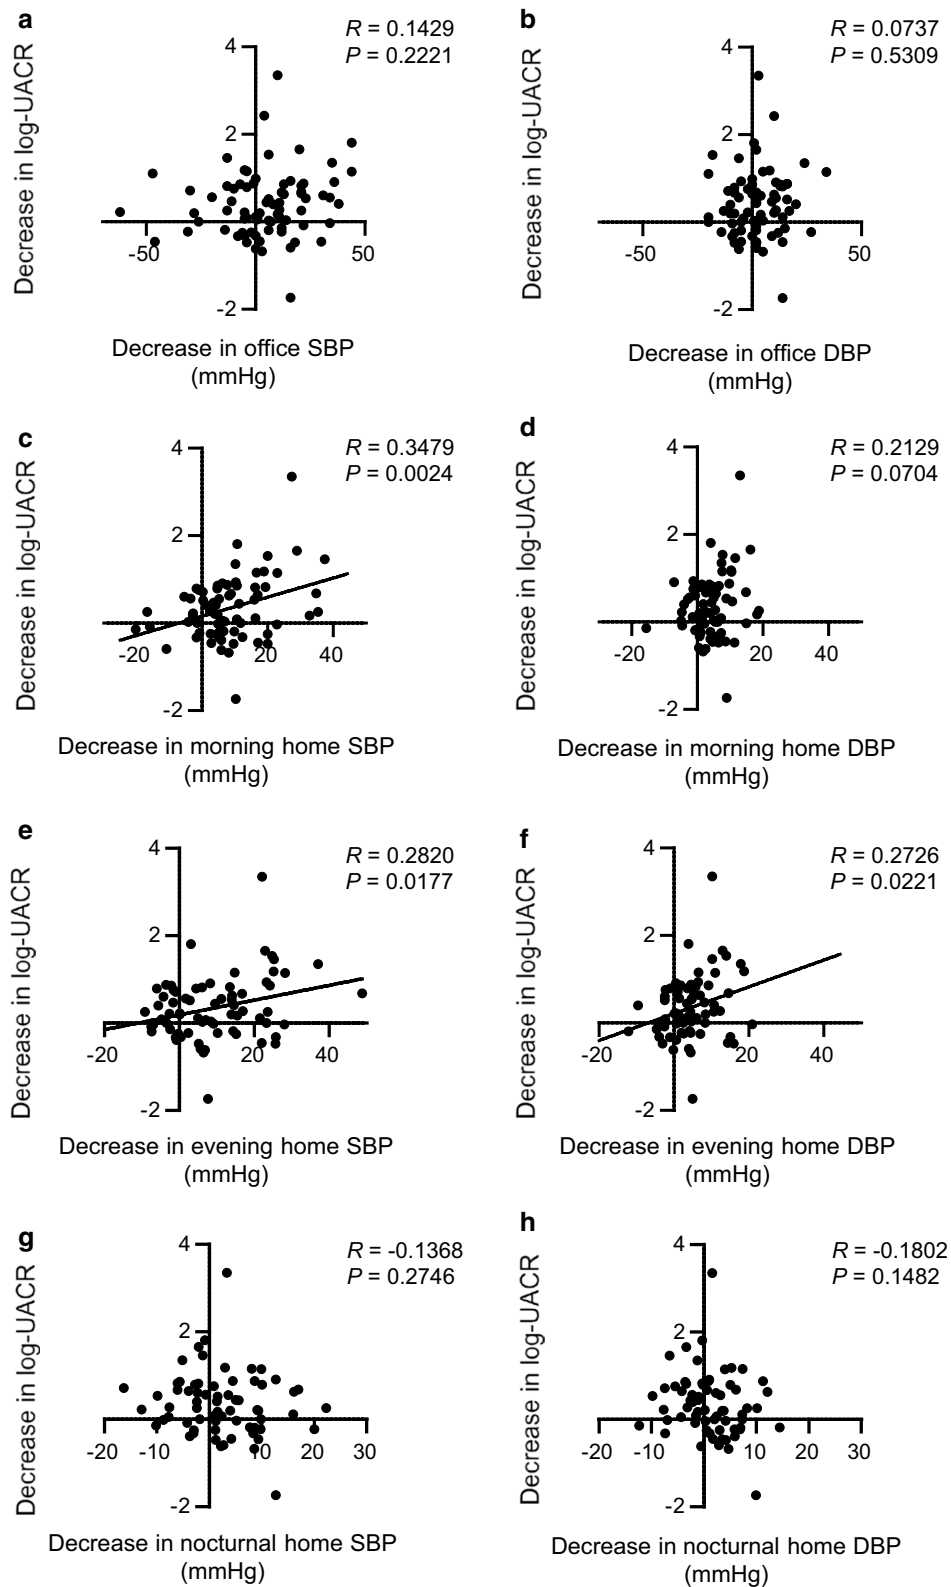 a
R = 0.1429
P = 0.2221
Decrease in log-UACR
4
2
-50
50
-2
Decrease in office SBP
(mmHg)
b
R = 0.0737
P = 0.5309
Decrease in log-UACR
4
2
-50
50
-2
Decrease in office DBP
(mmHg)
c
R = 0.3479
P = 0.0024
Decrease in log-UACR
4
2
-20
20
40
-2
Decrease in morning home SBP
(mmHg)
d
R = 0.2129
P = 0.0704
Decrease in log-UACR
4
2
-20
20
40
-2
Decrease in morning home DBP
(mmHg)
e
R = 0.2820
P = 0.0177
Decrease in log-UACR
4
2
-20
20
40
-2
Decrease in evening home SBP
(mmHg)
f
R = 0.2726
P = 0.0221
Decrease in log-UACR
4
2
-20
20
40
-2
Decrease in evening home DBP
(mmHg)
g
R = -0.1368
P = 0.2746
Decrease in log-UACR
4
2
-20
-10
10
20
30
-2
Decrease in nocturnal home SBP
(mmHg)
h
R = -0.1802
P = 0.1482
Decrease in log-UACR
4
2
-20
-10
10
20
30
-2
Decrease in nocturnal home DBP
(mmHg)